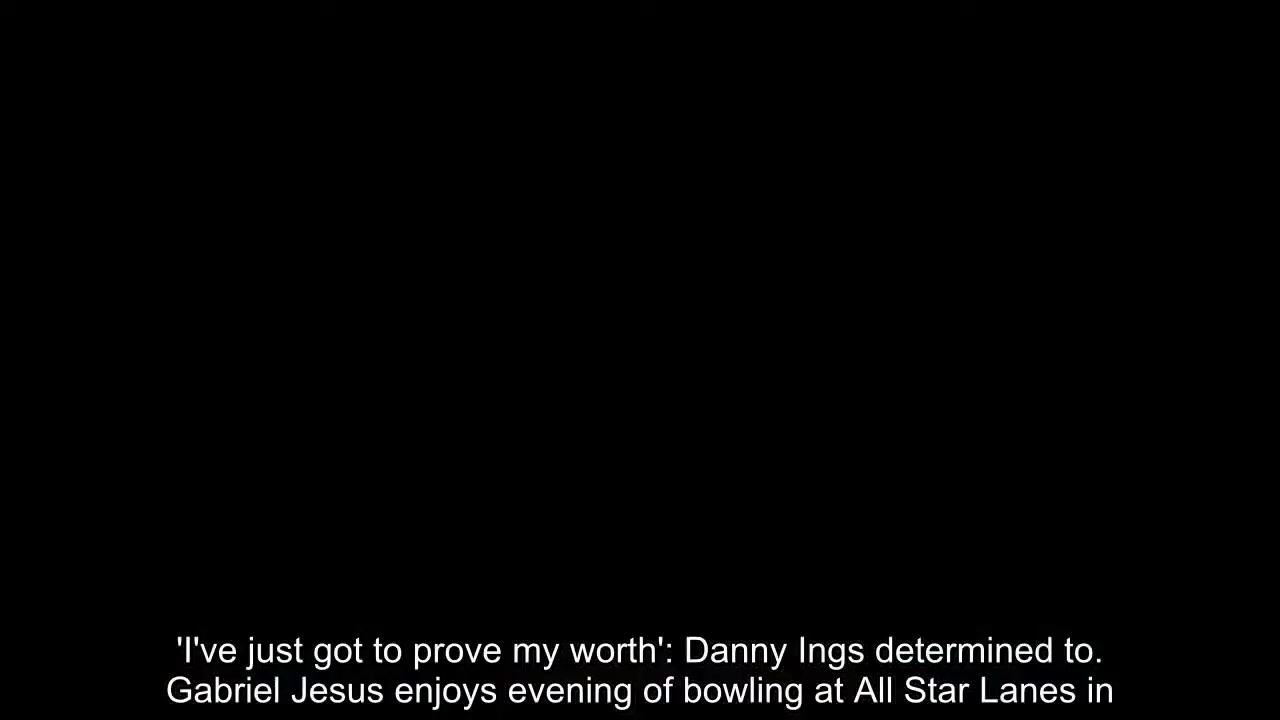 'I've just got to prove my worth': Danny Ings determined to.
Gabriel Jesus enjoys evening of bowling at All Star Lanes in